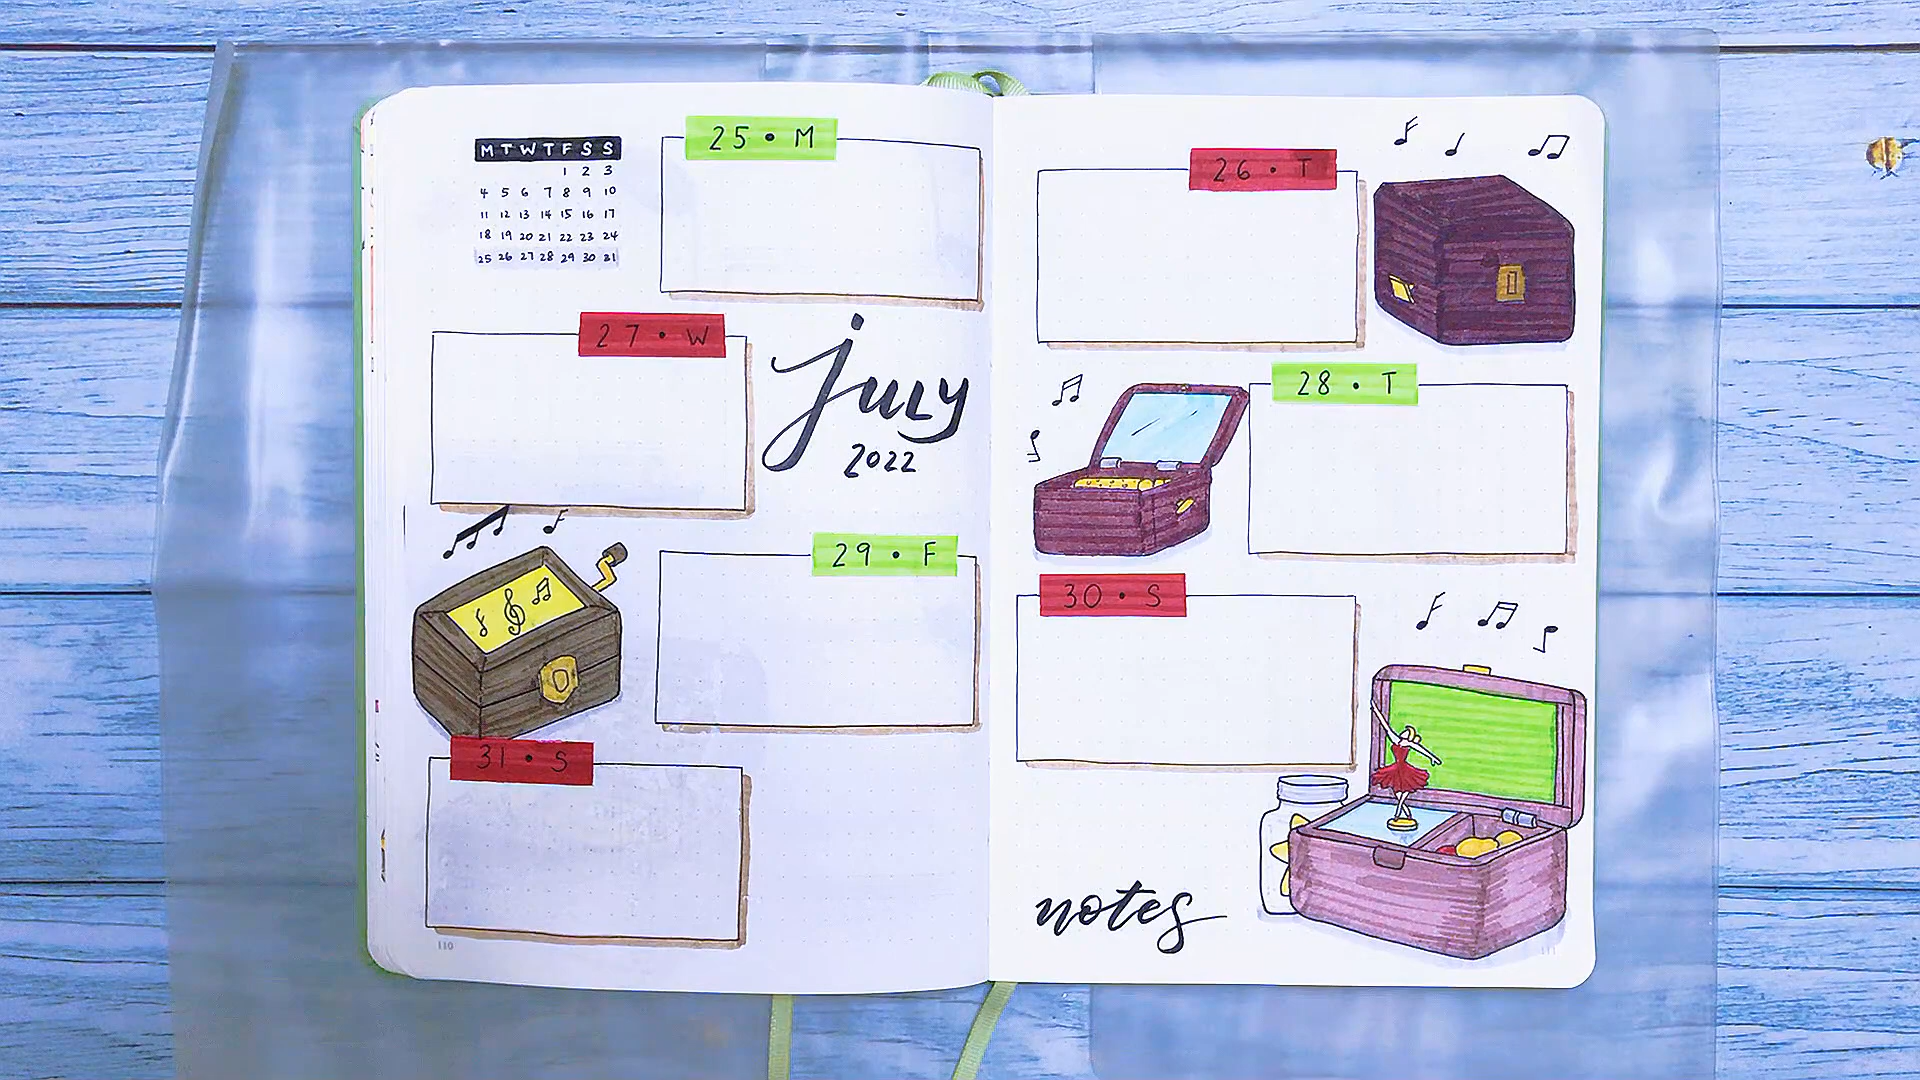 M T W T F S S
1 2 3
4 5 6 7 8 9 10
11 12 13 14 15 16 17
18 19 20 21 22 23 24
25 26 27 28 29 30 31
25 • M
27 • W
July
2022
29 • F
31 • S
110
26 • T
28 • T
30 • S
notes
111